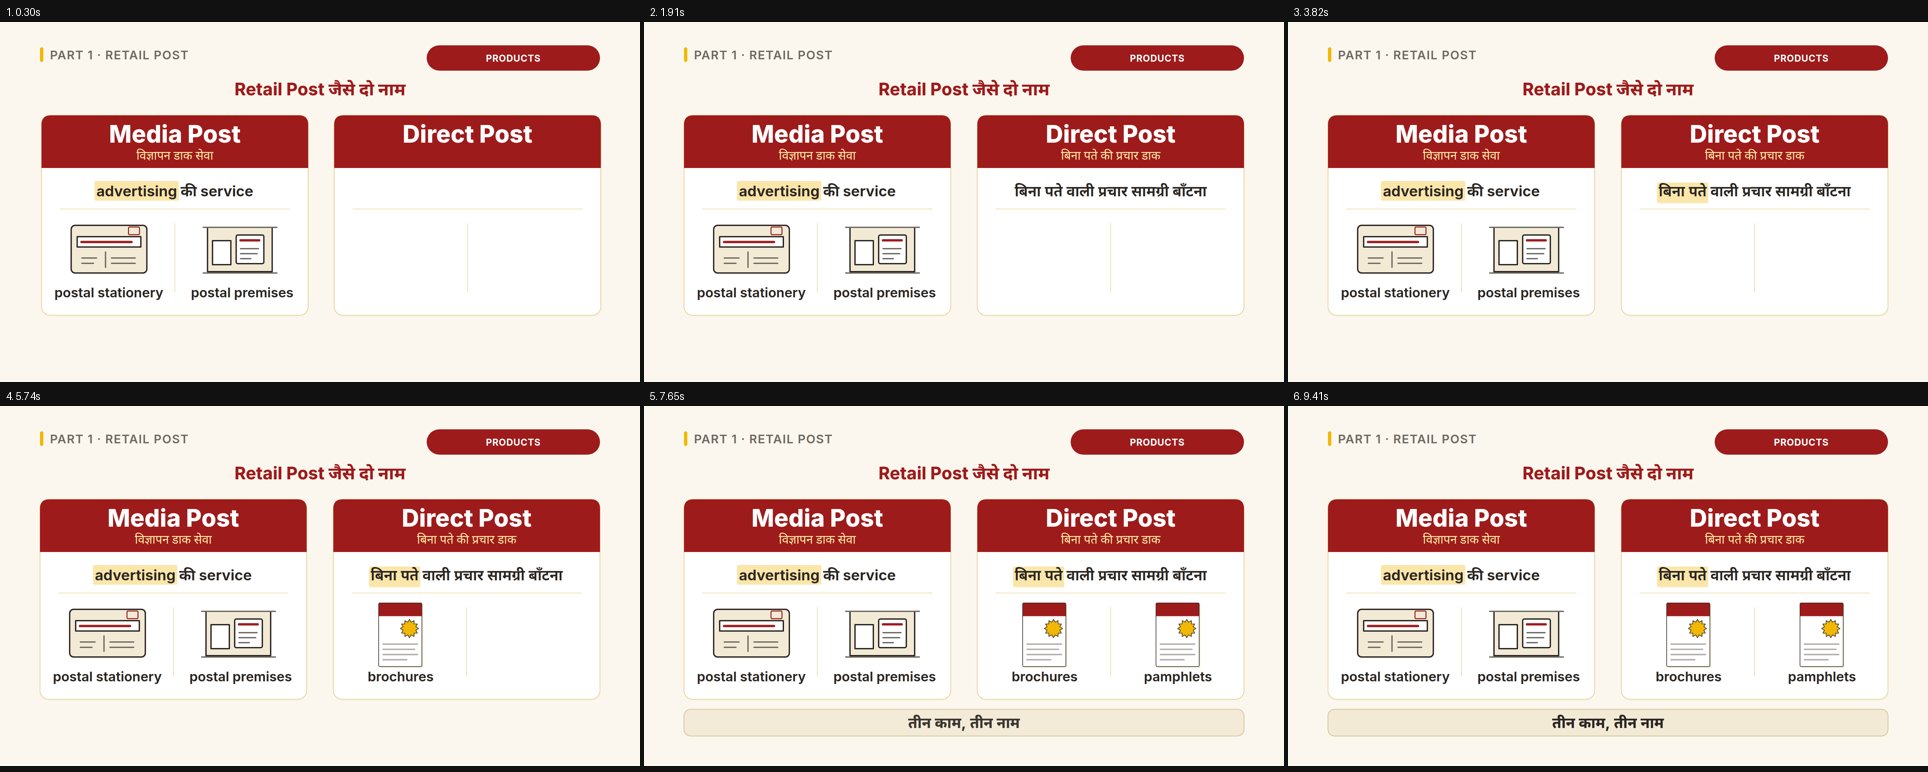 1. 0.30s
PART 1 · RETAIL POST
PRODUCTS
Retail Post जैसे दो नाम
Media Post
विज्ञापन डाक सेवा
advertising की service
postal stationery
postal premises
Direct Post
2. 1.91s
PART 1 · RETAIL POST
PRODUCTS
Retail Post जैसे दो नाम
Media Post
विज्ञापन डाक सेवा
advertising की service
postal stationery
postal premises
Direct Post
बिना पते की प्रचार डाक
बिना पते वाली प्रचार सामग्री बाँटना
3. 3.82s
PART 1 · RETAIL POST
PRODUCTS
Retail Post जैसे दो नाम
Media Post
विज्ञापन डाक सेवा
advertising की service
postal stationery
postal premises
Direct Post
बिना पते की प्रचार डाक
बिना पते वाली प्रचार सामग्री बाँटना
4. 5.74s
PART 1 · RETAIL POST
PRODUCTS
Retail Post जैसे दो नाम
Media Post
विज्ञापन डाक सेवा
advertising की service
postal stationery
postal premises
Direct Post
बिना पते की प्रचार डाक
बिना पते वाली प्रचार सामग्री बाँटना
brochures
5. 7.65s
PART 1 · RETAIL POST
PRODUCTS
Retail Post जैसे दो नाम
Media Post
विज्ञापन डाक सेवा
advertising की service
postal stationery
postal premises
Direct Post
बिना पते की प्रचार डाक
बिना पते वाली प्रचार सामग्री बाँटना
brochures
pamphlets
तीन काम, तीन नाम
6. 9.41s
PART 1 · RETAIL POST
PRODUCTS
Retail Post जैसे दो नाम
Media Post
विज्ञापन डाक सेवा
advertising की service
postal stationery
postal premises
Direct Post
बिना पते की प्रचार डाक
बिना पते वाली प्रचार सामग्री बाँटना
brochures
pamphlets
तीन काम, तीन नाम